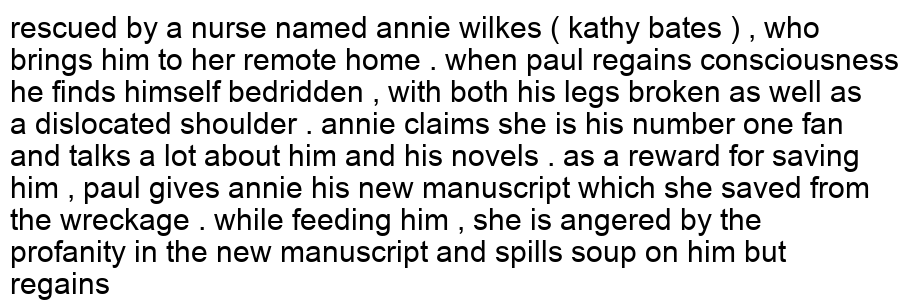 rescued by a nurse named annie wilkes ( kathy bates ) , who
brings him to her remote home . when paul regains consciousness
he finds himself bedridden , with both his legs broken as well as
a dislocated shoulder . annie claims she is his number one fan
and talks a lot about him and his novels . as a reward for saving
him , paul gives annie his new manuscript which she saved from
the wreckage . while feeding him , she is angered by the
profanity in the new manuscript and spills soup on him but
regains